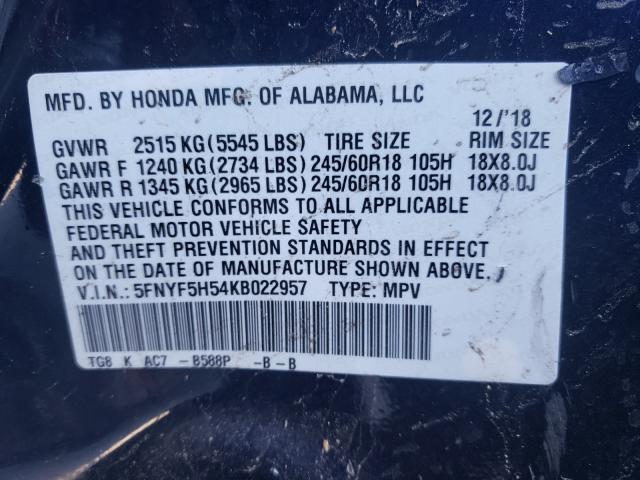 MFD. BY HONDA MFG. OF ALABAMA, LLC
12/'18
GVWR 2515 KG(5545 LBS) TIRE SIZE RIM SIZE
GAWR F 1240 KG(2734 LBS) 245/60R18 105H 18X8.0J
GAWR R 1345 KG(2965 LBS) 245/60R18 105H 18X8.0J
THIS VEHICLE CONFORMS TO ALL APPLICABLE
FEDERAL MOTOR VEHICLE SAFETY
AND THEFT PREVENTION STANDARDS IN EFFECT
ON THE DATE OF MANUFACTURE SHOWN ABOVE.
V.I.N.: 5FNYF5H54KB022957 TYPE: MPV
TG8 K AC7 -B588P -B-B